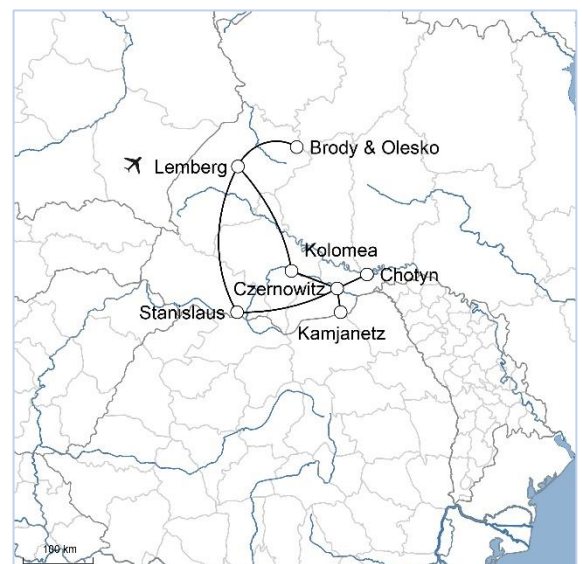 Brody & Olesko
Lemberg
Kolomea
Czernowitz
Chotyn
Stanislaus
Kamjanetz
100 km